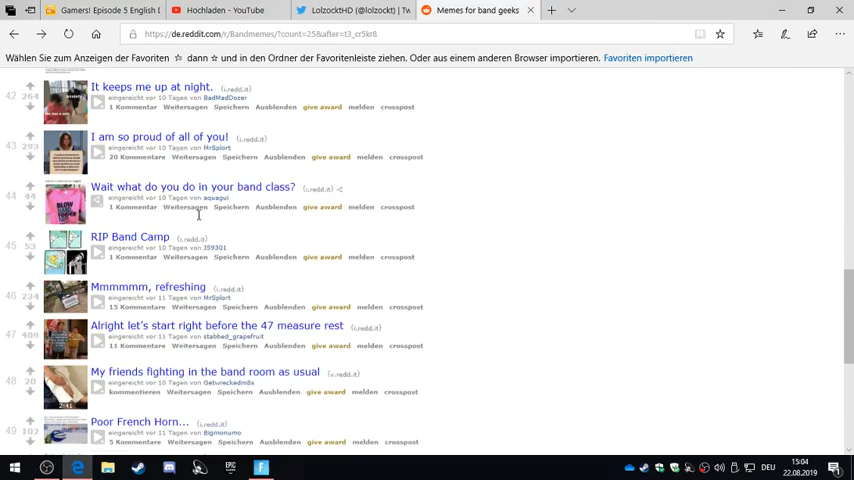 Gamers! Episode 5 English D
Hochladen - YouTube
LolzocktHD (@lolzockt) | Tw
Memes for band geeks
https://de.reddit.com/r/Bandmemes/?count=25&after=t3_cr5kr8
Wählen Sie zum Anzeigen der Favoriten ☆ dann ☆ und in den Ordner der Favoritenleiste ziehen. Oder aus einem anderen Browser importieren. Favoriten importieren
42 264 It keeps me up at night. (i.redd.it)
eingereicht vor 10 Tagen von BadMadDozer
1 Kommentar Weitersagen Speichern Ausblenden give award melden crosspost
43 293 I am so proud of all of you! (i.redd.it)
eingereicht vor 10 Tagen von MrSplort
20 Kommentare Weitersagen Speichern Ausblenden give award melden crosspost
44 44 Wait what do you do in your band class? (i.redd.it)
eingereicht vor 10 Tagen von aquagui
1 Kommentar Weitersagen Speichern Ausblenden give award melden crosspost
45 53 RIP Band Camp (i.redd.it)
eingereicht vor 10 Tagen von JS9301
1 Kommentar Weitersagen Speichern Ausblenden give award melden crosspost
46 234 Mmmmmm, refreshing (i.redd.it)
eingereicht vor 11 Tagen von MrSplort
15 Kommentare Weitersagen Speichern Ausblenden give award melden crosspost
47 409 Alright let's start right before the 47 measure rest (i.redd.it)
eingereicht vor 11 Tagen von stabbed_grapefruit
11 Kommentare Weitersagen Speichern Ausblenden give award melden crosspost
48 20 My friends fighting in the band room as usual (v.redd.it)
eingereicht vor 11 Tagen von Getwreckedm8s
2:41 kommentieren Weitersagen Speichern Ausblenden give award melden crosspost
49 102 Poor French Horn... (i.redd.it)
eingereicht vor 11 Tagen von Bigmonumo
5 Kommentare Weitersagen Speichern Ausblenden give award melden crosspost
EPIC
DEU
15:04
22.08.2019